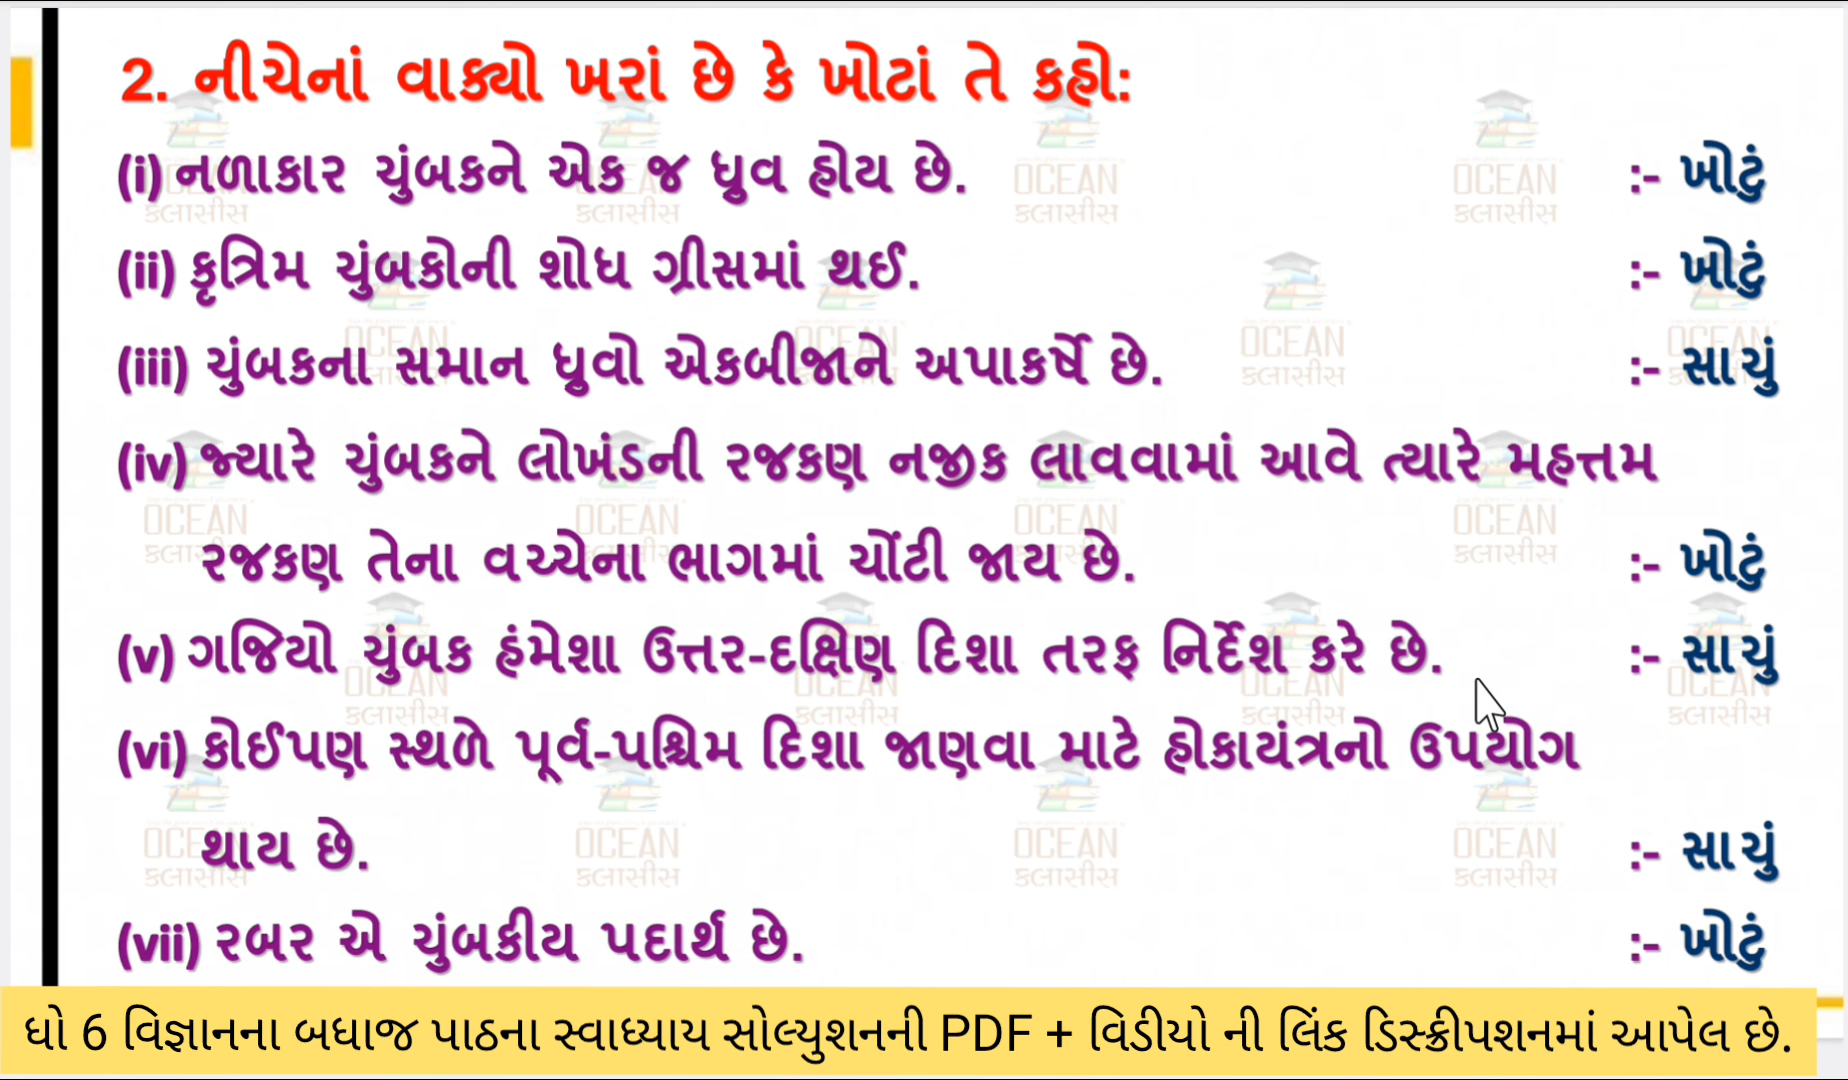 2. નીચેનાં વાક્યો ખરાં છે કે ખોટાં તે કહો:
(i) નળાકાર ચુંબકને એક જ ધ્રુવ હોય છે. :- ખોટું
(ii) કૃત્રિમ ચુંબકોની શોધ ગ્રીસમાં થઈ. :- ખોટું
(iii) ચુંબકના સમાન ધ્રુવો એકબીજાને અપાકર્ષે છે. :- સાચું
(iv) જ્યારે ચુંબકને લોખંડની રજકણ નજીક લાવવામાં આવે ત્યારે મહત્તમ
રજકણ તેના વચ્ચેના ભાગમાં ચોંટી જાય છે. :- ખોટું
(v) ગજિયો ચુંબક હંમેશા ઉત્તર-દક્ષિણ દિશા તરફ નિર્દેશ કરે છે. :- સાચું
(vi) કોઈપણ સ્થળે પૂર્વ-પશ્ચિમ દિશા જાણવા માટે હોકાયંત્રનો ઉપયોગ
થાય છે. :- સાચું
(vii) રબર એ ચુંબકીય પદાર્થ છે. :- ખોટું
ધો 6 વિજ્ઞાનના બધાજ પાઠના સ્વાધ્યાય સોલ્યુશનની PDF + વિડીયો ની લિંક ડિસ્ક્રીપશનમાં આપેલ છે.
OCEAN
કલાસીસ